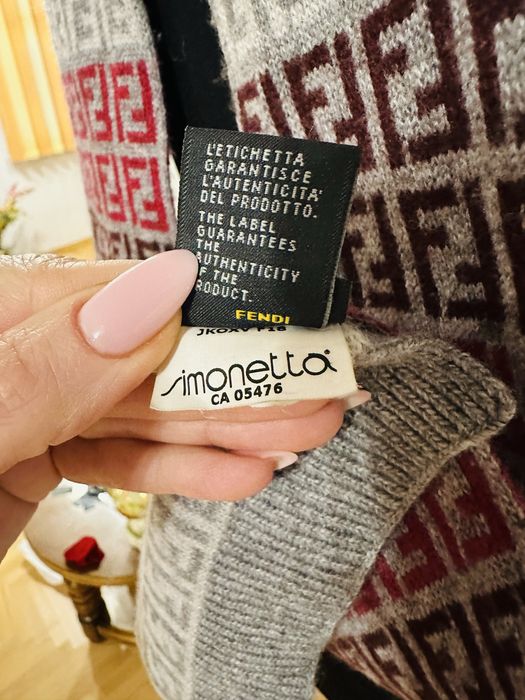 L'ETICHETTA
GARANTISCE
L'AUTENTICITA'
DEL PRODOTTO.
THE LABEL
GUARANTEES
THE
AUTHENTICITY
OF THE
PRODUCT.
FENDI
simonetta
CA 05476